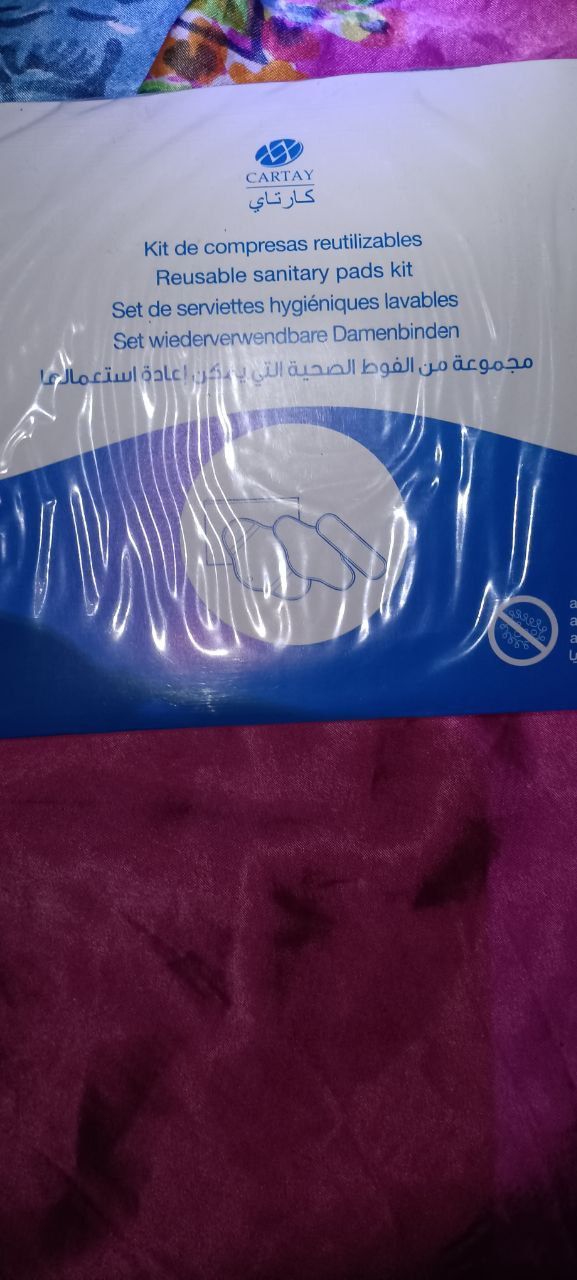 CARTAY
كارتاي
Kit de compresas reutilizables
Reusable sanitary pads kit
Set de serviettes hygiéniques lavables
Set wiederverwendbare Damenbinden
مجموعة من الفوط الصحية التي يمكن إعادة استعمالها